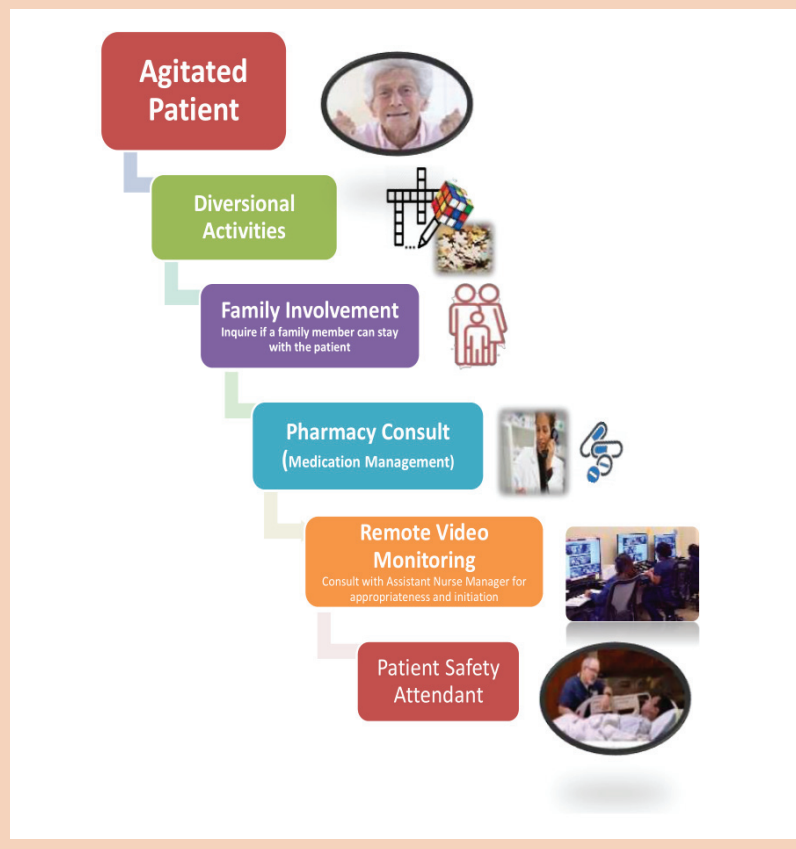 Agitated
Patient
Diversional
Activities
Family Involvement
Inquire if a family member can stay
with the patient
Pharmacy Consult
(Medication Management)
Remote Video
Monitoring
Consult with Assistant Nurse Manager for
appropriateness and initiation
Patient Safety
Attendant